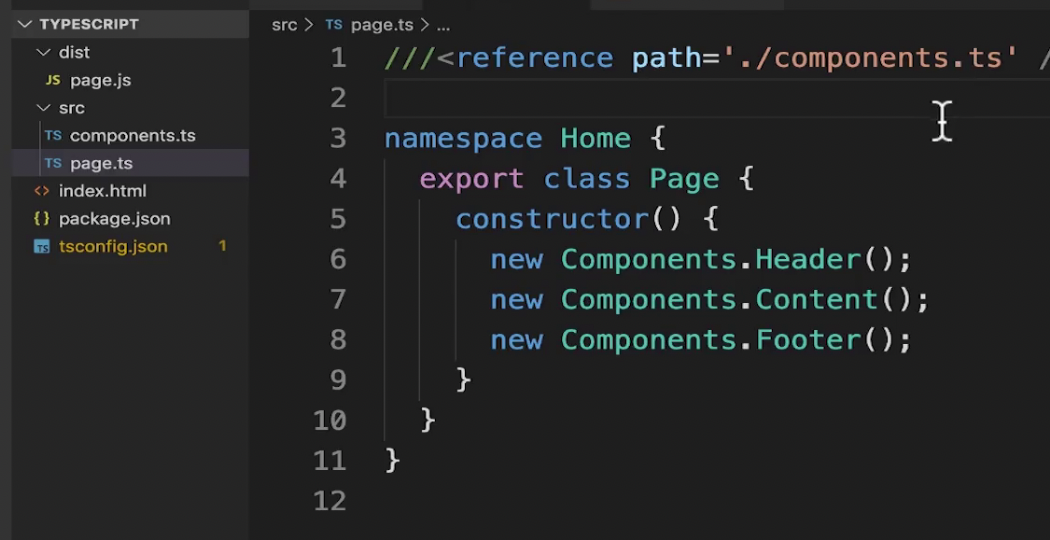 TYPESCRIPT
dist
JS page.js
src
TS components.ts
TS page.ts
<> index.html
{} package.json
TS tsconfig.json 1
src > TS page.ts > ...
1 ///<reference path='./components.ts' /
2
3 namespace Home {
4 export class Page {
5 constructor() {
6 new Components.Header();
7 new Components.Content();
8 new Components.Footer();
9 }
10 }
11 }
12